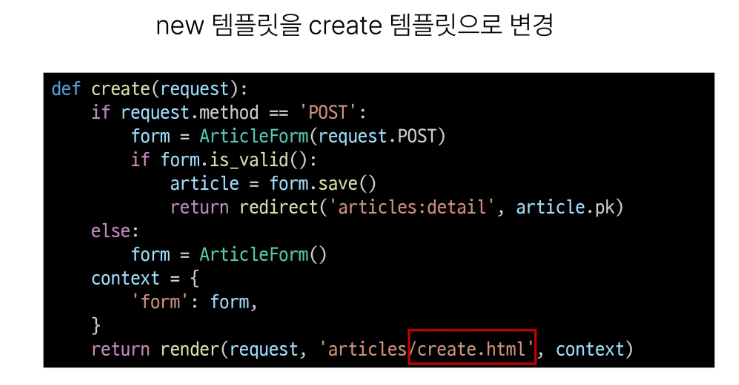 new 템플릿을 create 템플릿으로 변경
def create(request):
    if request.method == 'POST':
        form = ArticleForm(request.POST)
        if form.is_valid():
            article = form.save()
            return redirect('articles:detail', article.pk)
    else:
        form = ArticleForm()
    context = {
        'form': form,
    }
    return render(request, 'articles/create.html', context)